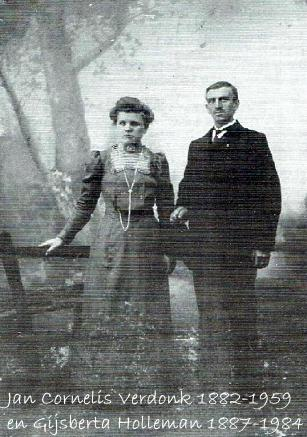 Jan Cornelis Verdonk 1882-1959
en Gijsberta Holleman 1887-1984